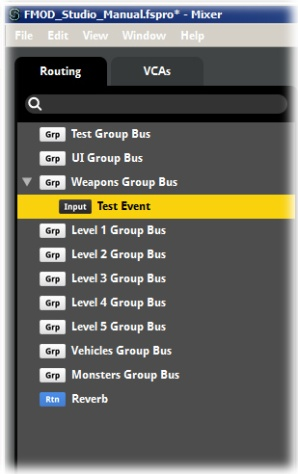 FMOD_Studio_Manual.fspro* - Mixer
File Edit View Window Help
Routing VCAs
Grp Test Group Bus
Grp UI Group Bus
Grp Weapons Group Bus
Input Test Event
Grp Level 1 Group Bus
Grp Level 2 Group Bus
Grp Level 3 Group Bus
Grp Level 4 Group Bus
Grp Level 5 Group Bus
Grp Vehicles Group Bus
Grp Monsters Group Bus
Rtn Reverb